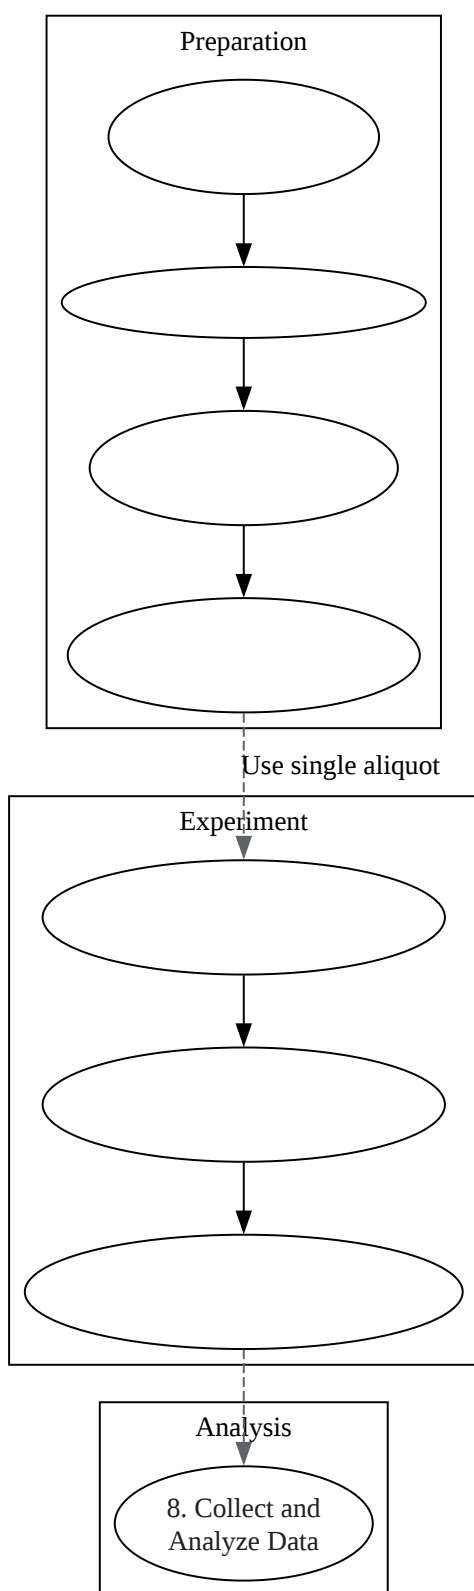 Preparation
Use single aliquot
Experiment
Analysis
8. Collect and
Analyze Data